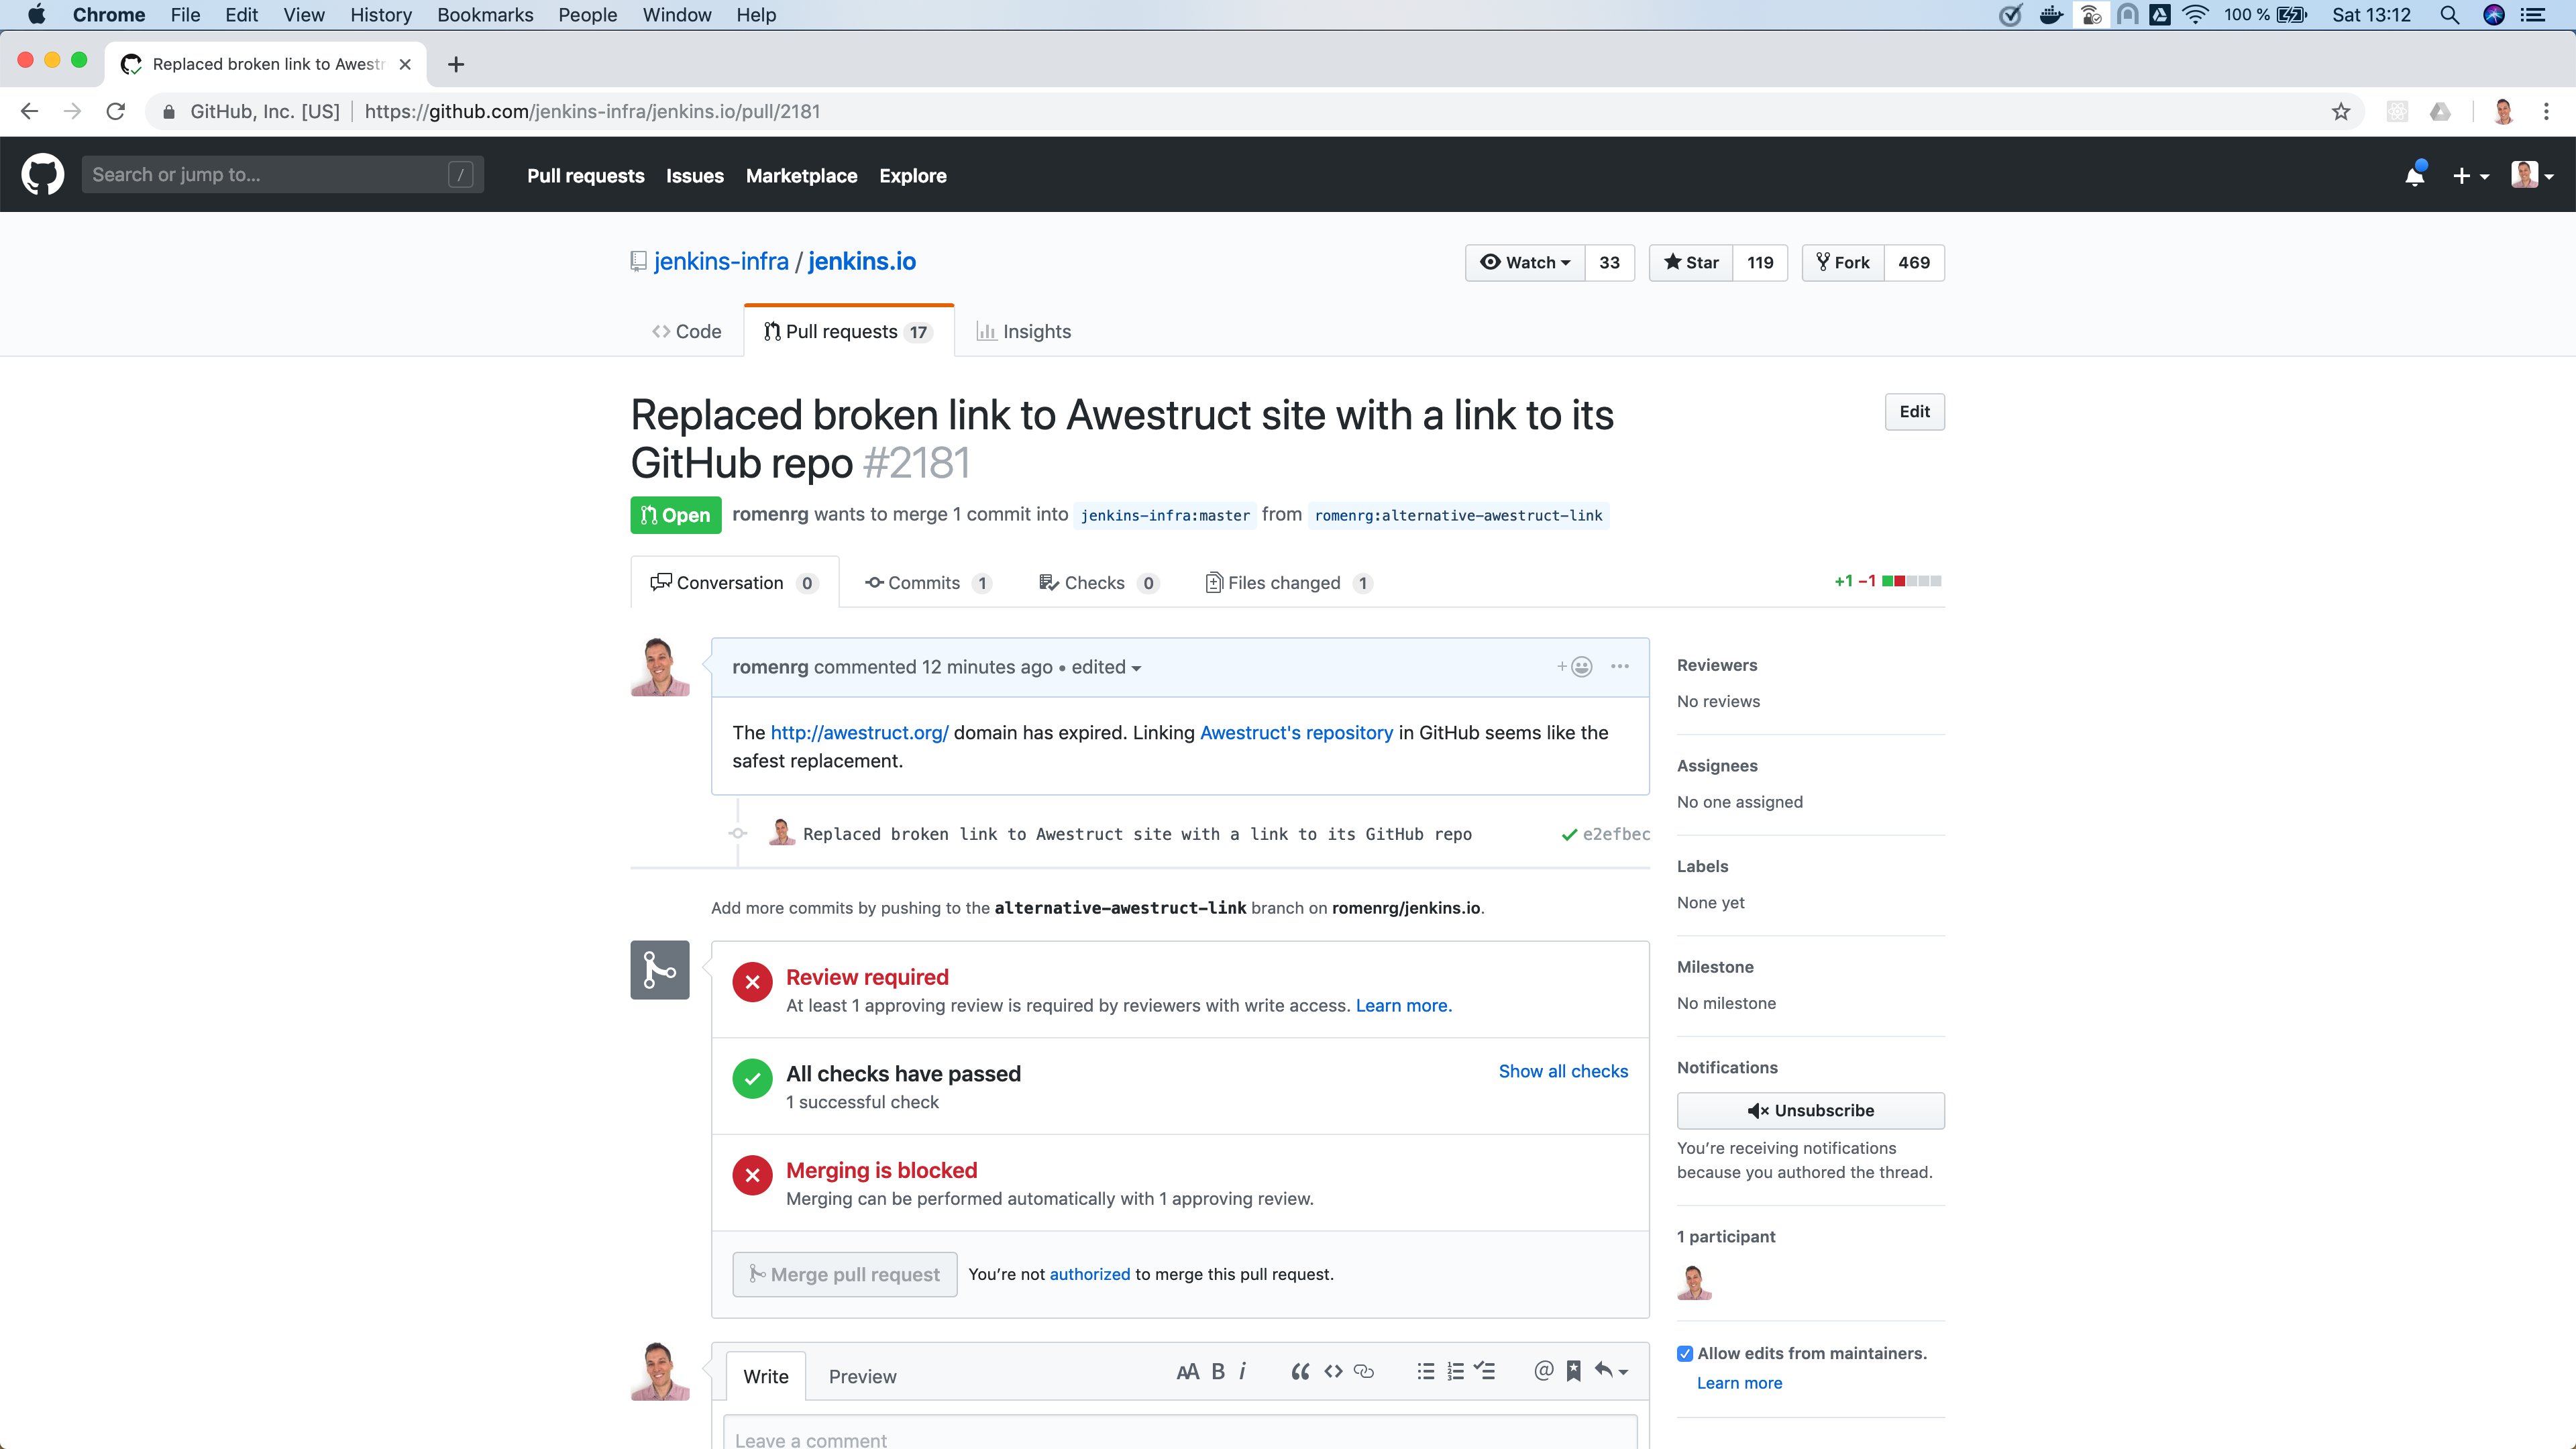 Chrome File Edit View History Bookmarks People Window Help 100 % Sat 13:12
Replaced broken link to Awestr
GitHub, Inc. [US] https://github.com/jenkins-infra/jenkins.io/pull/2181
Search or jump to... / Pull requests Issues Marketplace Explore
jenkins-infra / jenkins.io Watch 33 Star 119 Fork 469
Code Pull requests 17 Insights
Replaced broken link to Awestruct site with a link to its Edit
GitHub repo #2181
Open romenrg wants to merge 1 commit into jenkins-infra:master from romenrg:alternative-awestruct-link
Conversation 0 Commits 1 Checks 0 Files changed 1 +1 −1
romenrg commented 12 minutes ago • edited
The http://awestruct.org/ domain has expired. Linking Awestruct's repository in GitHub seems like the
safest replacement.
Replaced broken link to Awestruct site with a link to its GitHub repo e2efbec
Add more commits by pushing to the alternative-awestruct-link branch on romenrg/jenkins.io.
Review required
At least 1 approving review is required by reviewers with write access. Learn more.
All checks have passed Show all checks
1 successful check
Merging is blocked
Merging can be performed automatically with 1 approving review.
Merge pull request You're not authorized to merge this pull request.
Write Preview AA B i
Leave a comment
Reviewers
No reviews
Assignees
No one assigned
Labels
None yet
Milestone
No milestone
Notifications
Unsubscribe
You're receiving notifications
because you authored the thread.
1 participant
Allow edits from maintainers.
Learn more